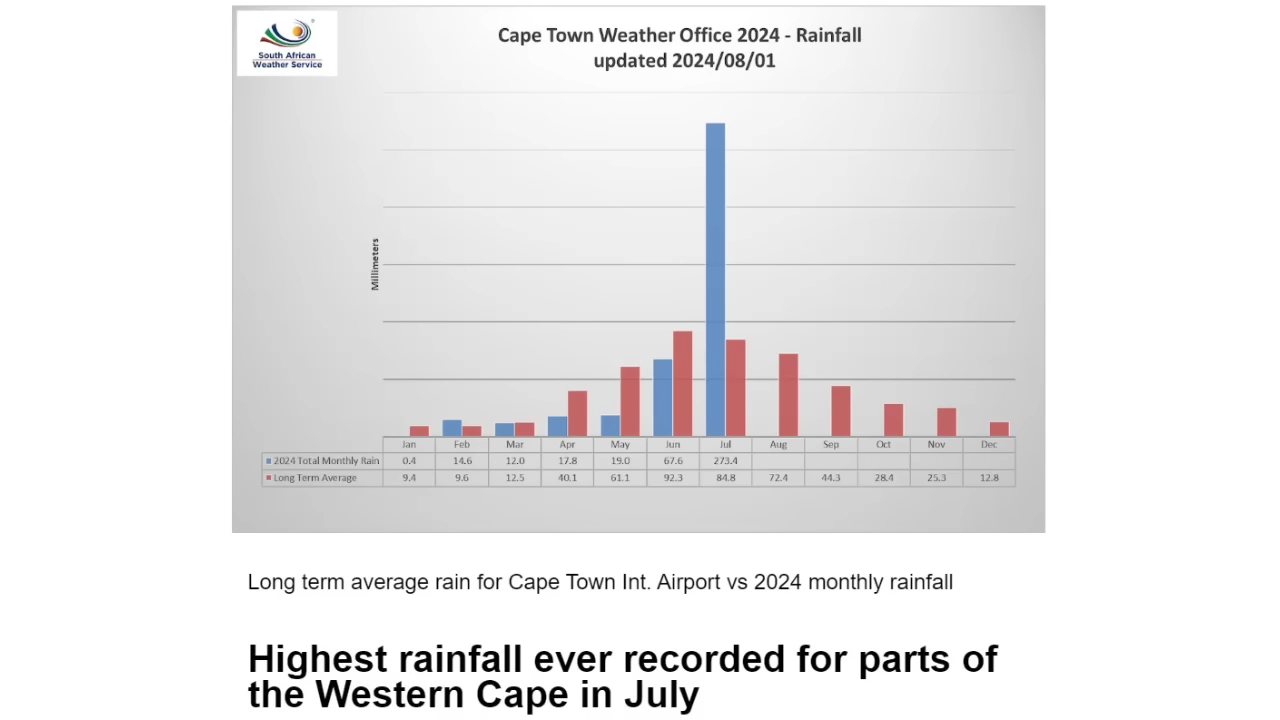 South African
Weather Service
Cape Town Weather Office 2024 - Rainfall
updated 2024/08/01
Millimeters
Jan Feb Mar Apr May Jun Jul Aug Sep Oct Nov Dec
2024 Total Monthly Rain 0.4 14.6 12.0 17.8 19.0 67.6 273.4
Long Term Average 9.4 9.6 12.5 40.1 61.1 92.3 84.8 72.4 44.3 28.4 25.3 12.8
Long term average rain for Cape Town Int. Airport vs 2024 monthly rainfall
Highest rainfall ever recorded for parts of
the Western Cape in July